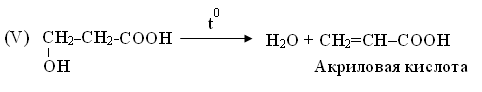 t⁰
(V) CH₂–CH₂-COOH → H₂O + CH₂=CH–COOH
OH
Акриловая кислота